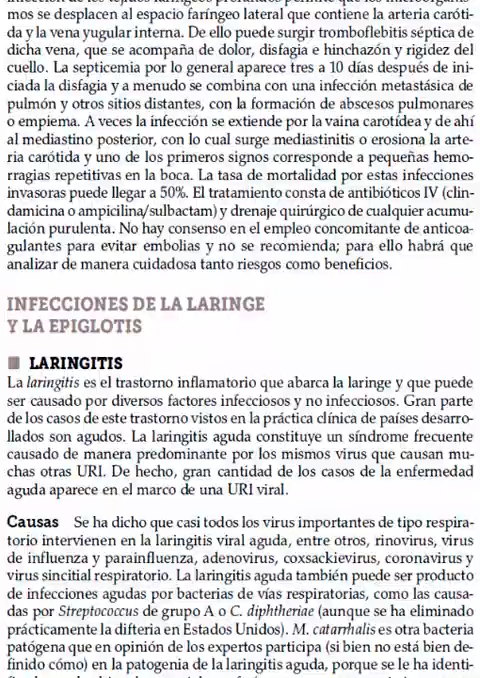 infección de los tejidos faríngeos profundos permite que los microorganis-
mos se desplacen al espacio faríngeo lateral que contiene la arteria caróti-
da y la vena yugular interna. De ello puede surgir tromboflebitis séptica de
dicha vena, que se acompaña de dolor, disfagia e hinchazón y rigidez del
cuello. La septicemia por lo general aparece tres a 10 días después de ini-
ciada la disfagia y a menudo se combina con una infección metastásica de
pulmón y otros sitios distantes, con la formación de abscesos pulmonares
o empiema. A veces la infección se extiende por la vaina carotídea y de ahí
al mediastino posterior, con lo cual surge mediastinitis o erosiona la arte-
ria carótida y uno de los primeros signos corresponde a pequeñas hemo-
rragias repetitivas en la boca. La tasa de mortalidad por estas infecciones
invasoras puede llegar a 50%. El tratamiento consta de antibióticos IV (clin-
damicina o ampicilina/sulbactam) y drenaje quirúrgico de cualquier acumu-
lación purulenta. No hay consenso en el empleo concomitante de anticoa-
gulantes para evitar embolias y no se recomienda; para ello habrá que
analizar de manera cuidadosa tanto riesgos como beneficios.
INFECCIONES DE LA LARINGE
Y LA EPIGLOTIS
LARINGITIS
La laringitis es el trastorno inflamatorio que abarca la laringe y que puede
ser causado por diversos factores infecciosos y no infecciosos. Gran parte
de los casos de este trastorno vistos en la práctica clínica de países desarro-
llados son agudos. La laringitis aguda constituye un síndrome frecuente
causado de manera predominante por los mismos virus que causan mu-
chas otras URI. De hecho, gran cantidad de los casos de la enfermedad
aguda aparece en el marco de una URI viral.
Causas Se ha dicho que casi todos los virus importantes de tipo respira-
torio intervienen en la laringitis viral aguda, entre otros, rinovirus, virus
de influenza y parainfluenza, adenovirus, coxsackievirus, coronavirus y
virus sincitial respiratorio. La laringitis aguda también puede ser producto
de infecciones agudas por bacterias de vías respiratorias, como las causa-
das por Streptococcus de grupo A o C. diphtheriae (aunque se ha eliminado
prácticamente la difteria en Estados Unidos). M. catarrhalis es otra bacteria
patógena que en opinión de los expertos participa (si bien no está bien de-
finido cómo) en la patogenia de la laringitis aguda, porque se le ha identi-